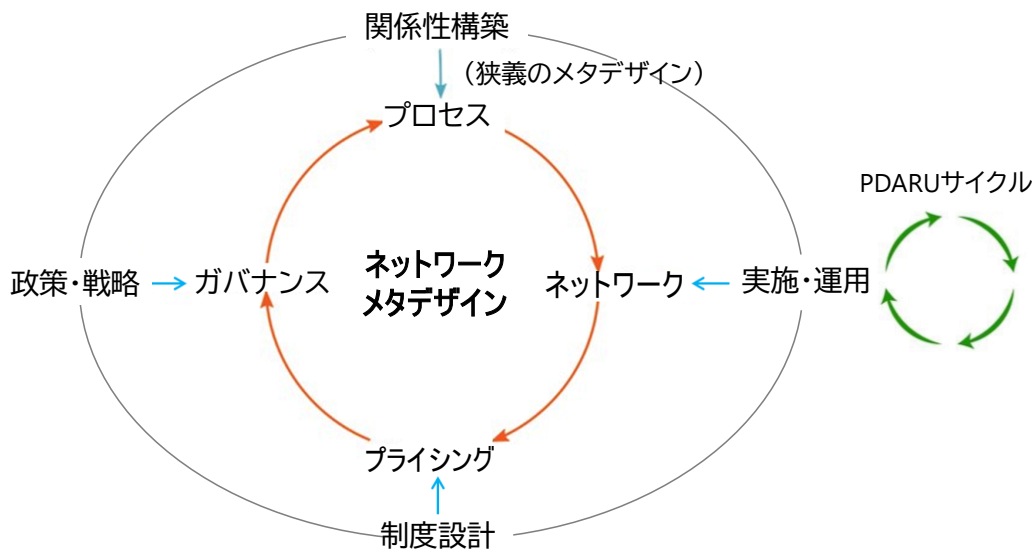 関係性構築
（狭義のメタデザイン）
プロセス
PDARUサイクル
政策・戦略
ガバナンス
ネットワーク
メタデザイン
ネットワーク
実施・運用
プライシング
制度設計